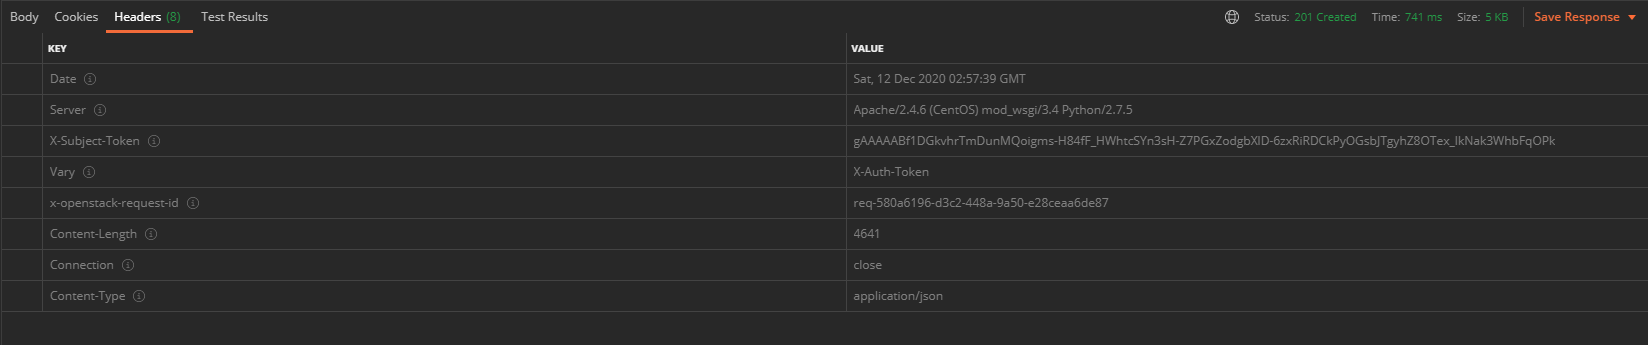 Body Cookies Headers (8) Test Results Status: 201 Created Time: 741 ms Size: 5 KB Save Response
KEY VALUE
Date Sat, 12 Dec 2020 02:57:39 GMT
Server Apache/2.4.6 (CentOS) mod_wsgi/3.4 Python/2.7.5
X-Subject-Token gAAAAABf1DGkvhrTmDunMQoigms-H84fF_HWhtcSYn3sH-Z7PGxZodgbXID-6zxRiRDCkPyOGsbJTgyhZ8OTex_IkNak3WhbFqOPk
Vary X-Auth-Token
x-openstack-request-id req-580a6196-d3c2-448a-9a50-e28ceaa6de87
Content-Length 4641
Connection close
Content-Type application/json